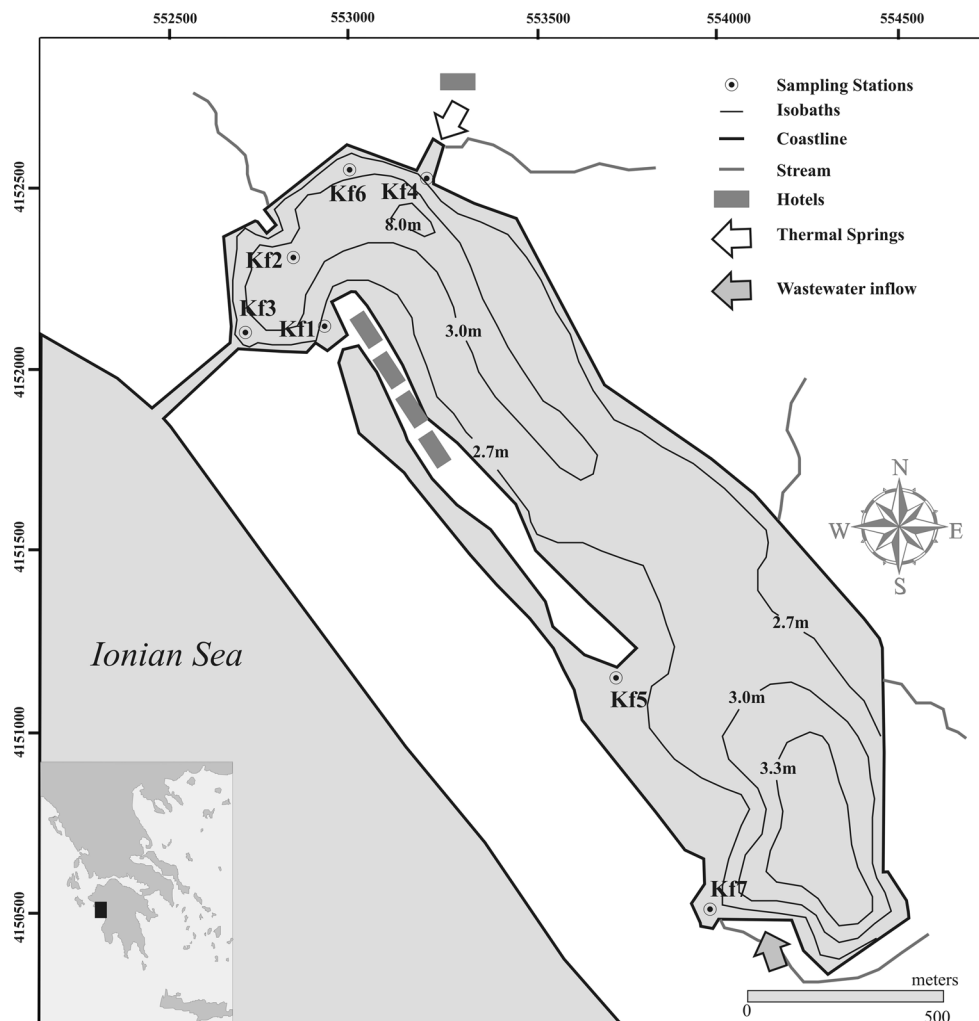 552500 553000 553500 554000 554500
Sampling Stations
Isobaths
Coastline
Stream
Hotels
Thermal Springs
Wastewater inflow
4152500
4152000
4151500
4151000
4150500
Kf6
Kf4
8.0m
Kf2
Kf3
Kf1
3.0m
2.7m
N
W
E
S
2.7m
Ionian Sea
Kf5
3.0m
3.3m
Kf7
meters
0
500